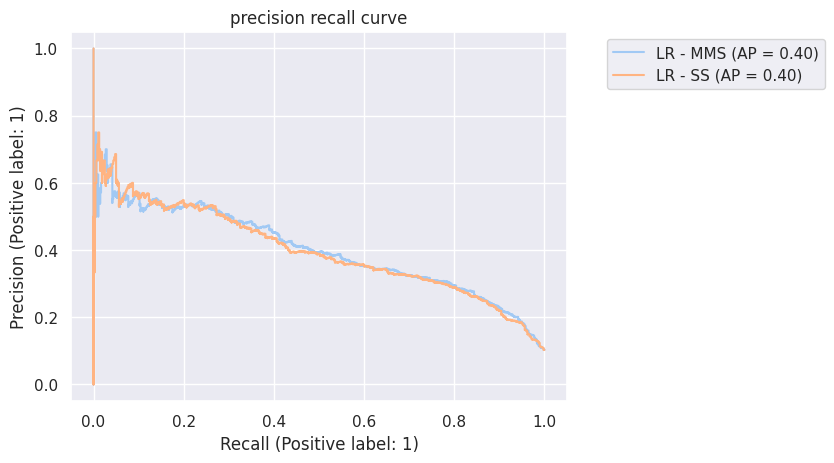 precision recall curve
LR - MMS (AP = 0.40)
LR - SS (AP = 0.40)
Precision (Positive label: 1)
1.0
0.8
0.6
0.4
0.2
0.0
0.0 0.2 0.4 0.6 0.8 1.0
Recall (Positive label: 1)